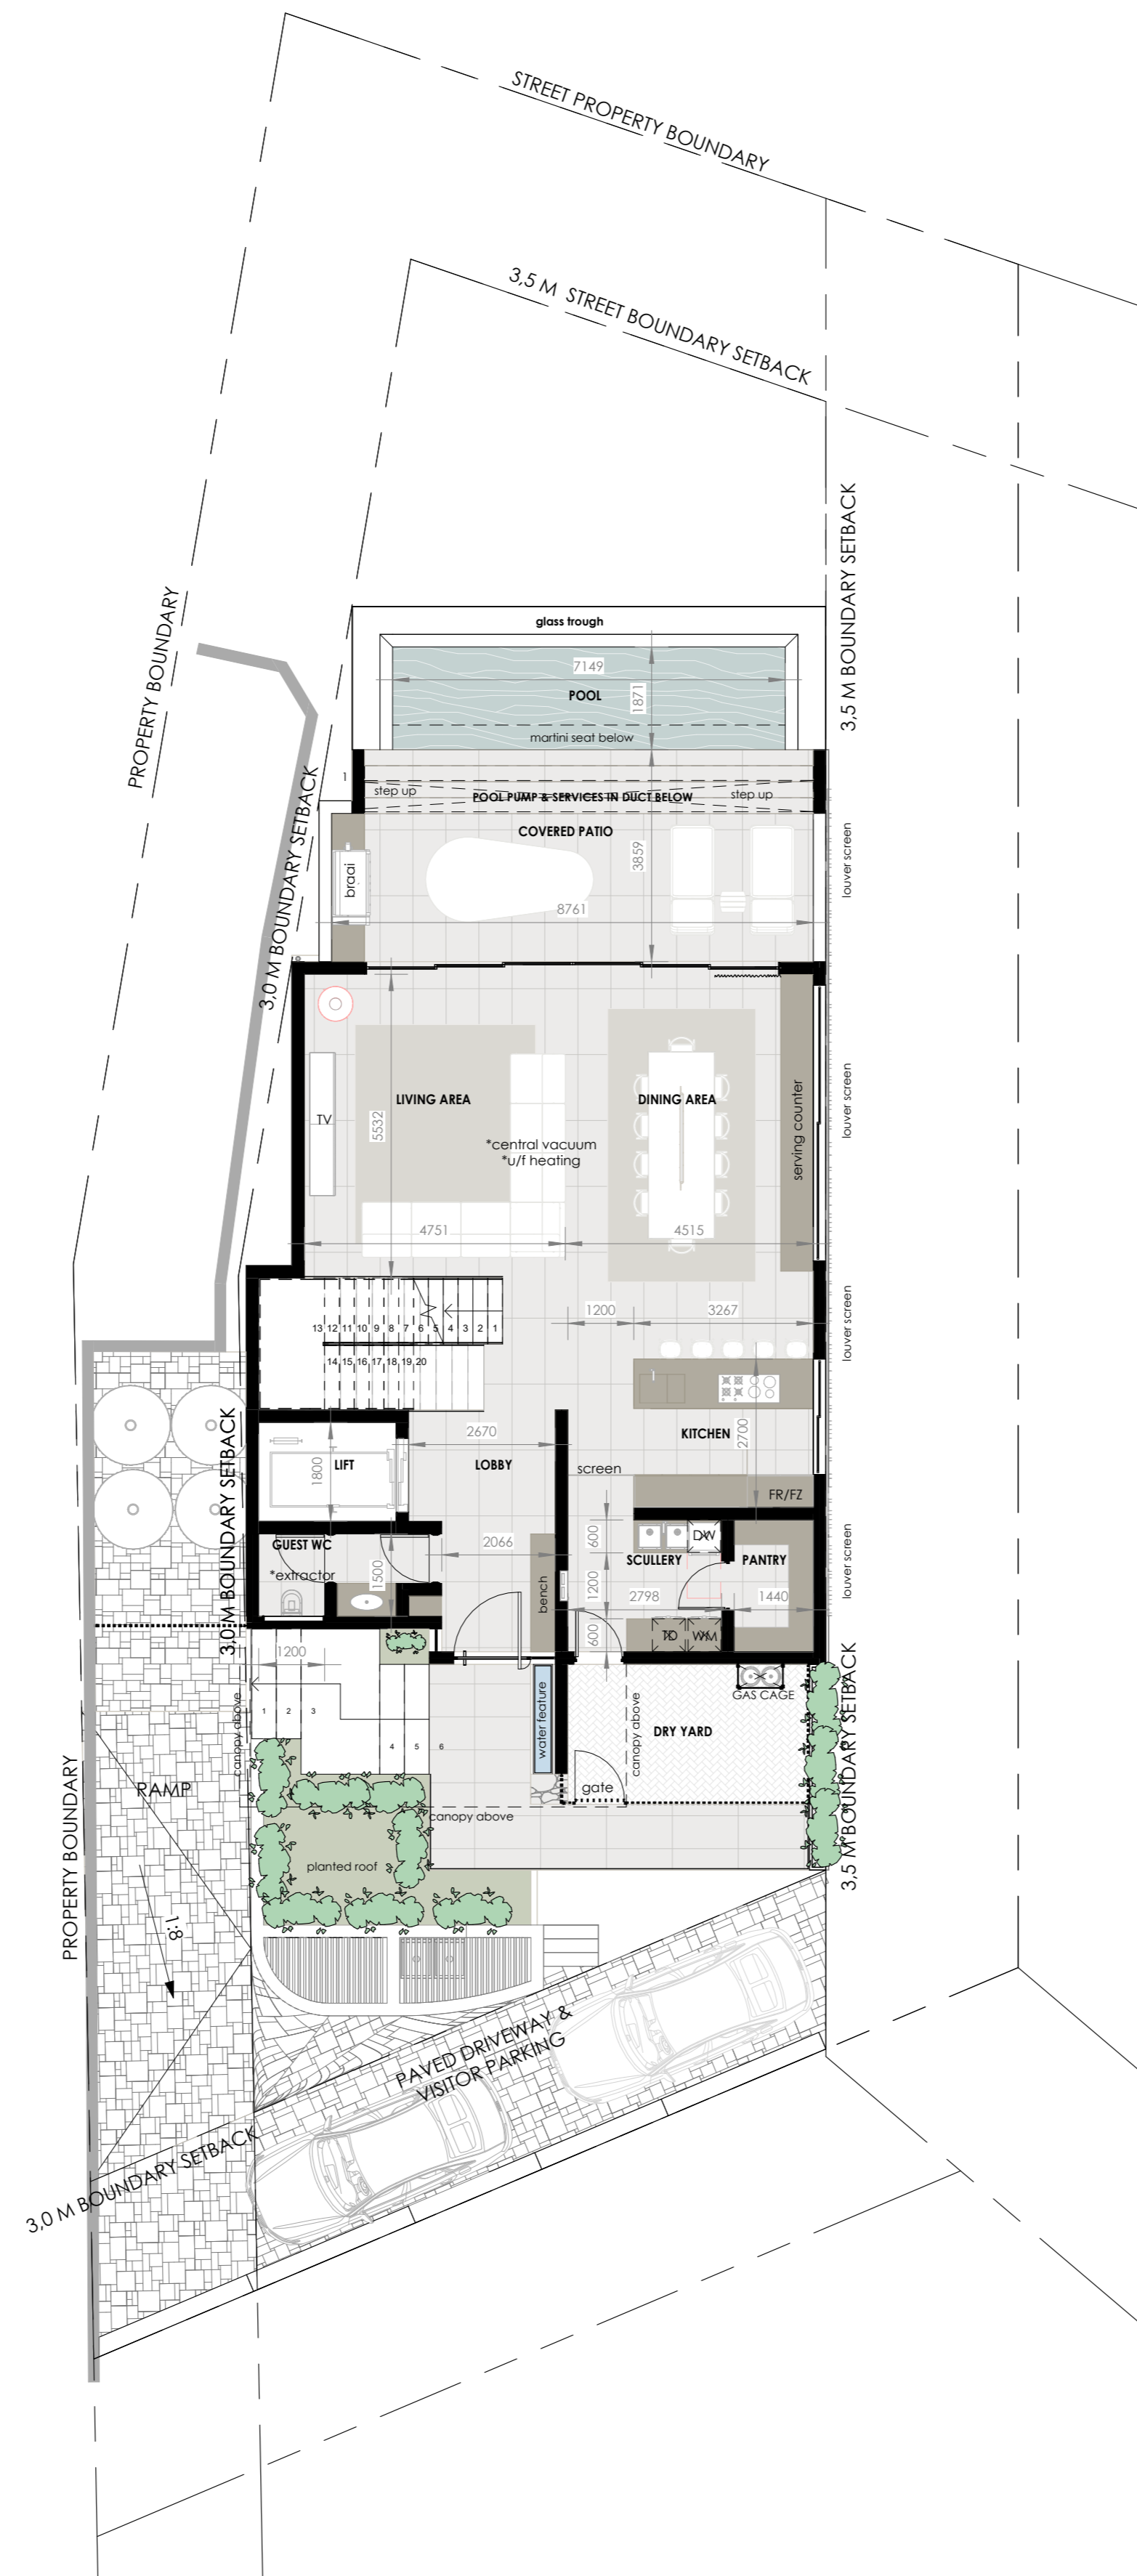 STREET PROPERTY BOUNDARY
3,5 M STREET BOUNDARY SETBACK
3,5 M BOUNDARY SETBACK
PROPERTY BOUNDARY
glass trough
7149
POOL
1871
martini seat below
1
step up
POOL PUMP & SERVICES IN DUCT BELOW
step up
COVERED PATIO
3,0 M BOUNDARY SETBACK
braai
3859
8761
louver screen
LIVING AREA
DINING AREA
TV
5532
*central vacuum
*u/f heating
serving counter
louver screen
4751
4515
1200
3267
louver screen
13 12 11 10 9 8 7 6 5 4 3 2 1
14 15 16 17 18 19 20
KITCHEN
2700
2670
LIFT
1800
LOBBY
screen
FR/FZ
3,0 M BOUNDARY SETBACK
GUEST WC
*extractor
1500
2066
bench
600
DW
SCULLERY
PANTRY
1200
2798
1440
600
TD
WM
louver screen
1200
GAS CAGE
canopy above
1 2 3
4 5 6
water feature
canopy above
DRY YARD
3,5 M BOUNDARY SETBACK
gate
RAMP
canopy above
PROPERTY BOUNDARY
planted roof
1:8
PAVED DRIVEWAY &
VISITOR PARKING
3,0 M BOUNDARY SETBACK